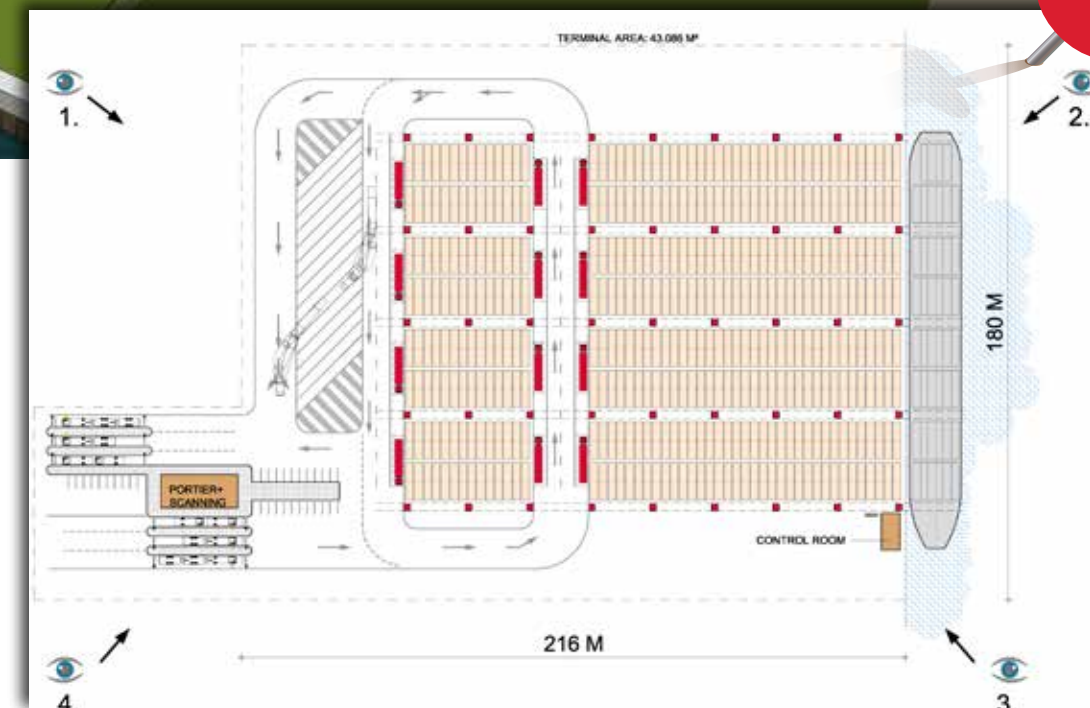 TERMINAL AREA: 43.086 M²
1.
2.
180 M
PORTIER+
SCANNING
CONTROL ROOM
216 M
4.
3.